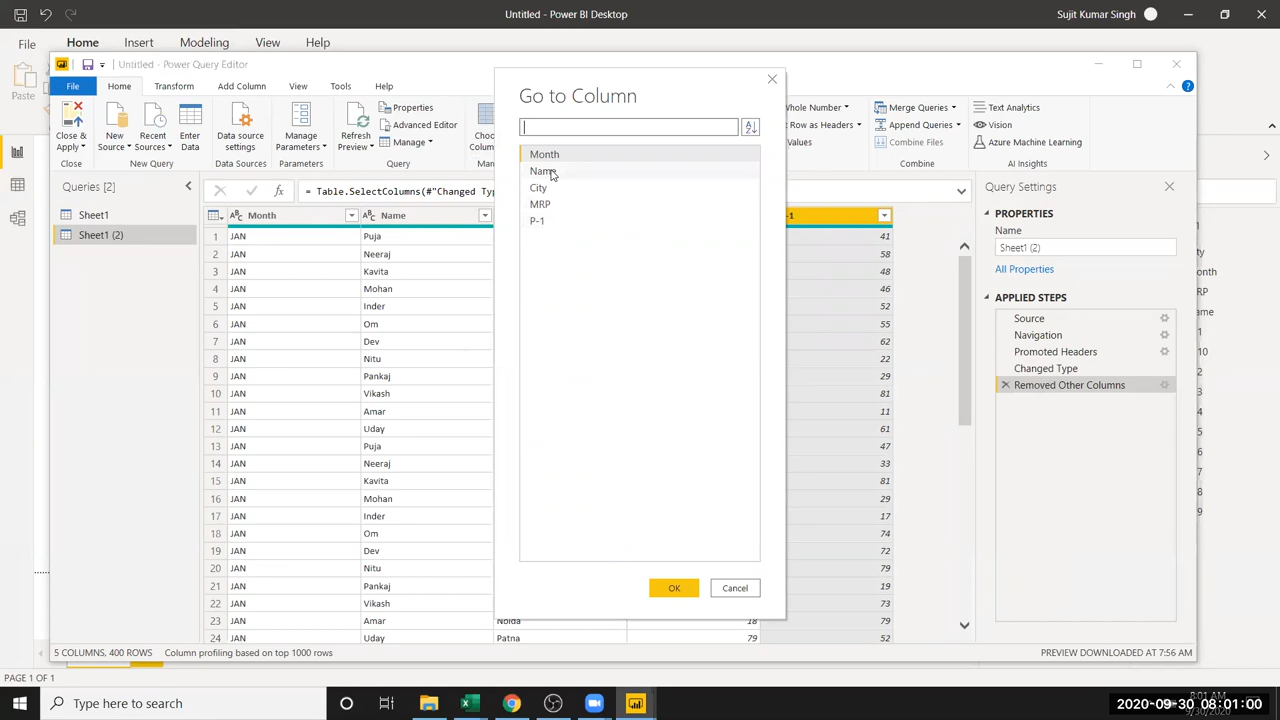 Untitled - Power BI Desktop
Sujit Kumar Singh
File Home Insert Modeling View Help
Paste
Untitled - Power Query Editor
File Home Transform Add Column View Tools Help
Close & Apply
New Source
Recent Sources
Enter Data
Data source settings
Manage Parameters
Refresh Preview
Properties
Advanced Editor
Manage
Merge Queries
Append Queries
Combine Files
Text Analytics
Vision
Azure Machine Learning
Close
New Query
Data Sources
Parameters
Query
Combine
AI Insights
Whole Number
Row as Headers
Values
Queries [2]
Sheet1
Sheet1 (2)
= Table.SelectColumns(#"Changed Typ
Month Name -1
1 JAN Puja 41
2 JAN Neeraj 58
3 JAN Kavita 48
4 JAN Mohan 46
5 JAN Inder 52
6 JAN Om 55
7 JAN Dev 62
8 JAN Nitu 22
9 JAN Pankaj 29
10 JAN Vikash 81
11 JAN Amar 11
12 JAN Uday 61
13 JAN Puja 47
14 JAN Neeraj 33
15 JAN Kavita 81
16 JAN Mohan 29
17 JAN Inder 17
18 JAN Om 74
19 JAN Dev 72
20 JAN Nitu 79
21 JAN Pankaj 19
22 JAN Vikash 73
23 JAN Amar Noida 18 79
24 JAN Uday Patna 79 52
Go to Column
Month
Name
City
MRP
P-1
OK
Cancel
Query Settings
PROPERTIES
Name
Sheet1 (2)
All Properties
APPLIED STEPS
Source
Navigation
Promoted Headers
Changed Type
Removed Other Columns
5 COLUMNS, 400 ROWS
Column profiling based on top 1000 rows
PREVIEW DOWNLOADED AT 7:56 AM
PAGE 1 OF 1
Type here to search
2020-09-30 08:01:00